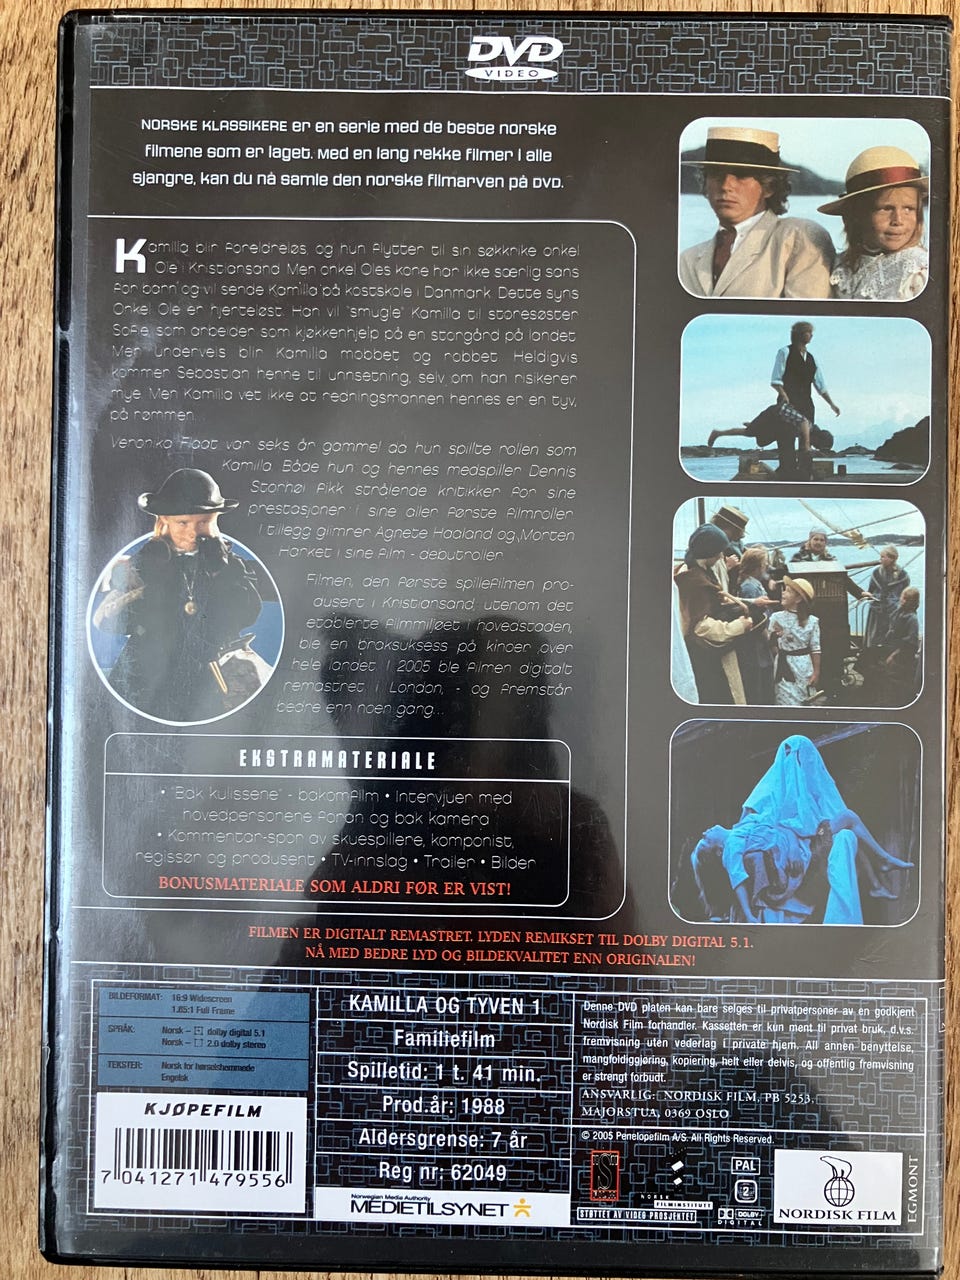 DVD
VIDEO
NORSKE KLASSIKERE er en serie med de beste norske
filmene som er laget. Med en lang rekke filmer i alle
sjangre, kan du nå samle den norske filmarven på DVD.
Kamilla blir foreldreløs, og hun flytter til sin søkkrike onkel
Ole i Kristiansand. Men onkel Oles kone har ikke særlig sans
for barn og vil sende Kamilla på kostskole i Danmark. Dette syns
Onkel Ole er hjerteløst. Han vil "smugle" Kamilla til storesøster
Sofie, som arbeider som kjøkkenhjelp på en storgård på landet.
Men underveis blir Kamilla mobbet og robbet. Heldigvis
kommer Sebastian henne til unnsetning, selv om han risikerer
mye. Men Kamilla vet ikke at redningsmannen hennes er en tyv,
på rømmen.
Veronika Flaat var seks år gammel da hun spillte rollen som
Kamilla. Både hun og hennes medspiller Dennis
Storhøi fikk strålende kritikker for sine
prestasjoner i sine aller første filmroller.
I tillegg glimrer Agnete Haaland og Morten
Harket i sine film - debutroller.
Filmen, den første spillefilmen pro-
dusert i Kristiansand, utenom det
etablerte filmmiljøet i hovedstaden,
ble en braksuksess på kinoer over
hele landet. I 2005 ble filmen digitalt
remastret i London, - og fremstår
bedre enn noen gang...
EKSTRAMATERIALE
• "Bak kulissene" - bakomfilm • Intervjuer med
hovedpersonene foran og bak kamera
• Kommentar-spor av skuespillere, komponist,
regissør og produsent • TV-innslag • Trailer • Bilder
BONUSMATERIALE SOM ALDRI FØR ER VIST!
FILMEN ER DIGITALT REMASTRET. LYDEN REMIKSET TIL DOLBY DIGITAL 5.1.
NÅ MED BEDRE LYD OG BILDEKVALITET ENN ORIGINALEN!
BILDEFORMAT: 16:9 Widescreen
1.85:1 Full Frame
SPRÅK: Norsk – dolby digital 5.1
Norsk – 2.0 dolby stereo
TEKSTER: Norsk for hørselshemmede
Engelsk
KJØPEFILM
7 041271 479556
KAMILLA OG TYVEN 1
Familiefilm
Spilletid: 1 t. 41 min.
Prod.år: 1988
Aldersgrense: 7 år
Reg nr: 62049
Norwegian Media Authority
MEDIETILSYNET
Denne DVD platen kan bare selges til privatpersoner av en godkjent
Nordisk Film forhandler. Kassetten er kun ment til privat bruk, d.v.s.
fremvisning uten vederlag i private hjem. All annen benyttelse,
mangfoldiggjøring, kopiering, helt eller delvis, og offentlig fremvisning
er strengt forbudt.
ANSVARLIG: NORDISK FILM, PB 5253,
MAJORSTUA, 0369 OSLO
© 2005 Penelopefilm A/S. All Rights Reserved.
NORSK
FILMINSTITUTT
STØTTET AV VIDEO PROSJEKTET
PAL
2
DOLBY
DIGITAL
NORDISK FILM
EGMONT